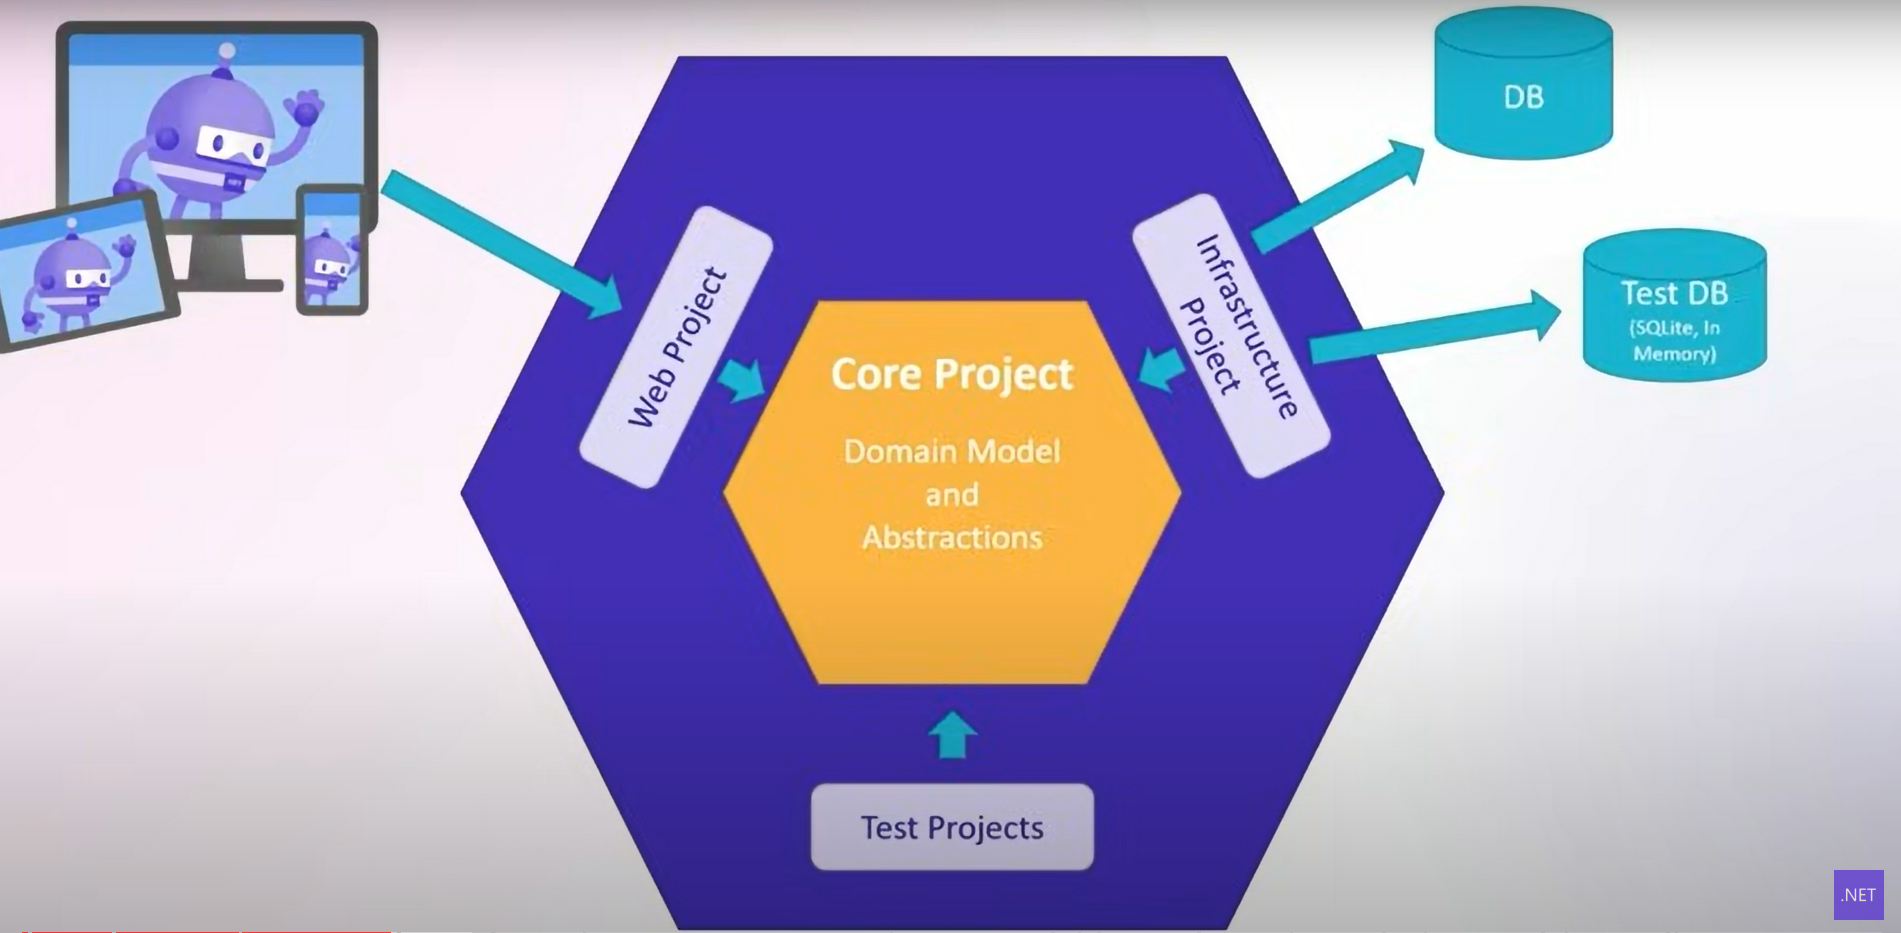 DB
Test DB
(SQLite, In
Memory)
Web Project
Infrastructure
Project
Core Project
Domain Model
and
Abstractions
Test Projects
.NET